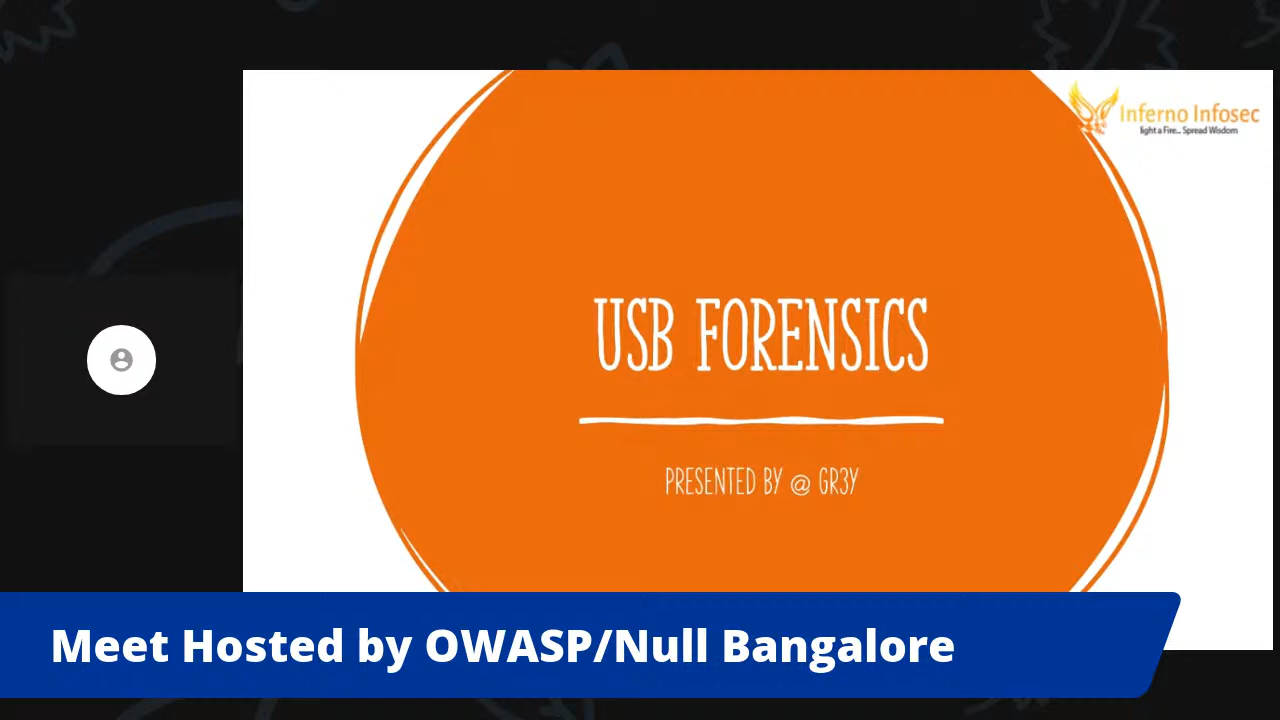 Inferno Infosec
light a Fire... Spread Wisdom
USB FORENSICS
PRESENTED BY @ GR3Y
Meet Hosted by OWASP/Null Bangalore